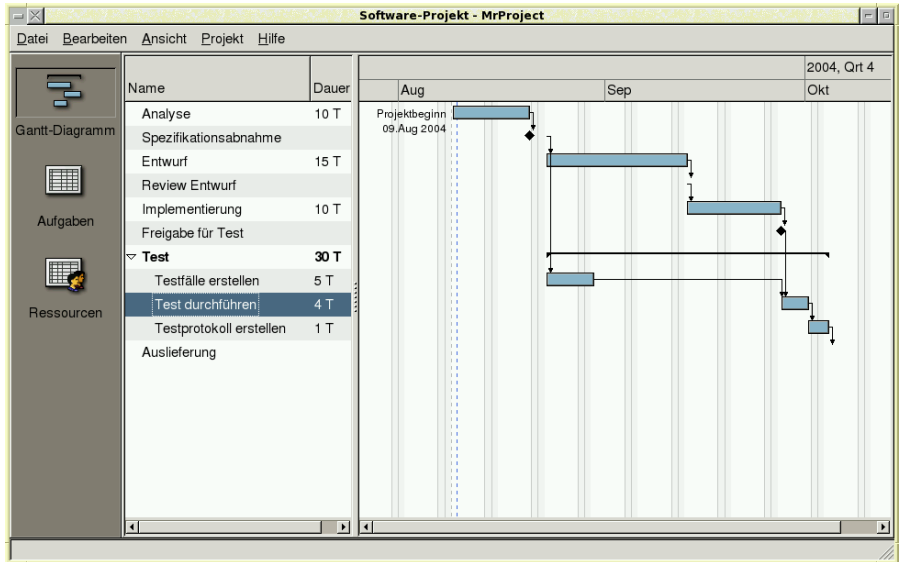 Software-Projekt - MrProject
Datei Bearbeiten Ansicht Projekt Hilfe
Gantt-Diagramm
Aufgaben
Ressourcen
Name Dauer
Analyse 10 T
Spezifikationsabnahme
Entwurf 15 T
Review Entwurf
Implementierung 10 T
Freigabe für Test
Test 30 T
Testfälle erstellen 5 T
Test durchführen 4 T
Testprotokoll erstellen 1 T
Auslieferung
2004, Qrt 4
Aug Sep Okt
Projektbeginn
09.Aug 2004